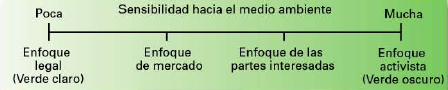 Sensibilidad hacia el medio ambiente
Poca
Mucha
Enfoque
legal
(Verde claro)
Enfoque
de mercado
Enfoque de las
partes interesadas
Enfoque
activista
(Verde oscuro)